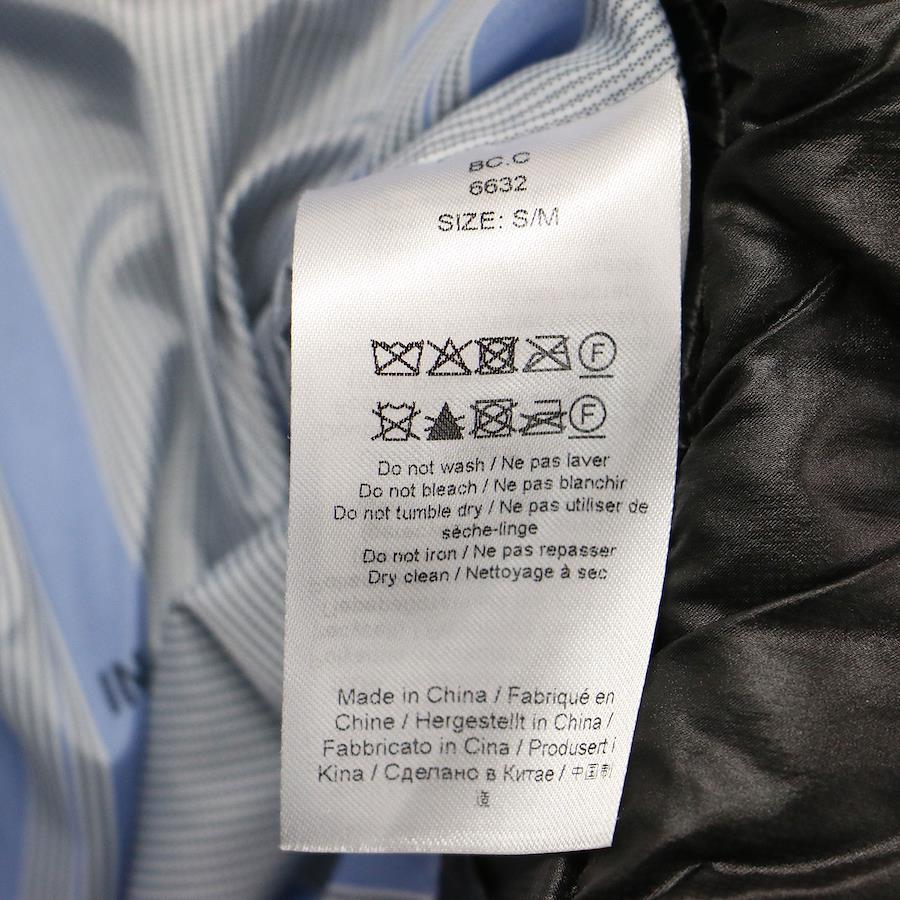 BC.C
6632
SIZE: S/M
F
F
Do not wash / Ne pas laver
Do not bleach / Ne pas blanchir
Do not tumble dry / Ne pas utiliser de
sèche-linge
Do not iron / Ne pas repasser
Dry clean / Nettoyage à sec
Made in China / Fabriqué en
Chine / Hergestellt in China /
Fabbricato in Cina / Produsert i
Kina / Сделано в Китае / 中国制
造